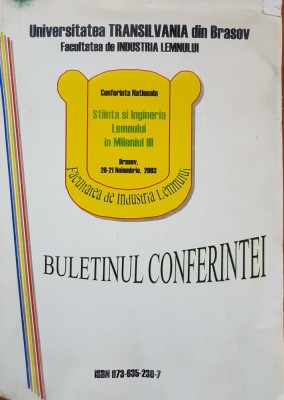 Universitatea TRANSILVANIA din Brasov
Facultatea de INDUSTRIA LEMNULUI
Conferinta Nationala
Stiinta si Ingineria
Lemnului
in Mileniul III
Brasov,
20-21 Noiembrie, 2003
Facultatea de Industria Lemnului
BULETINUL CONFERINTEI
ISBN 973-635-230-7